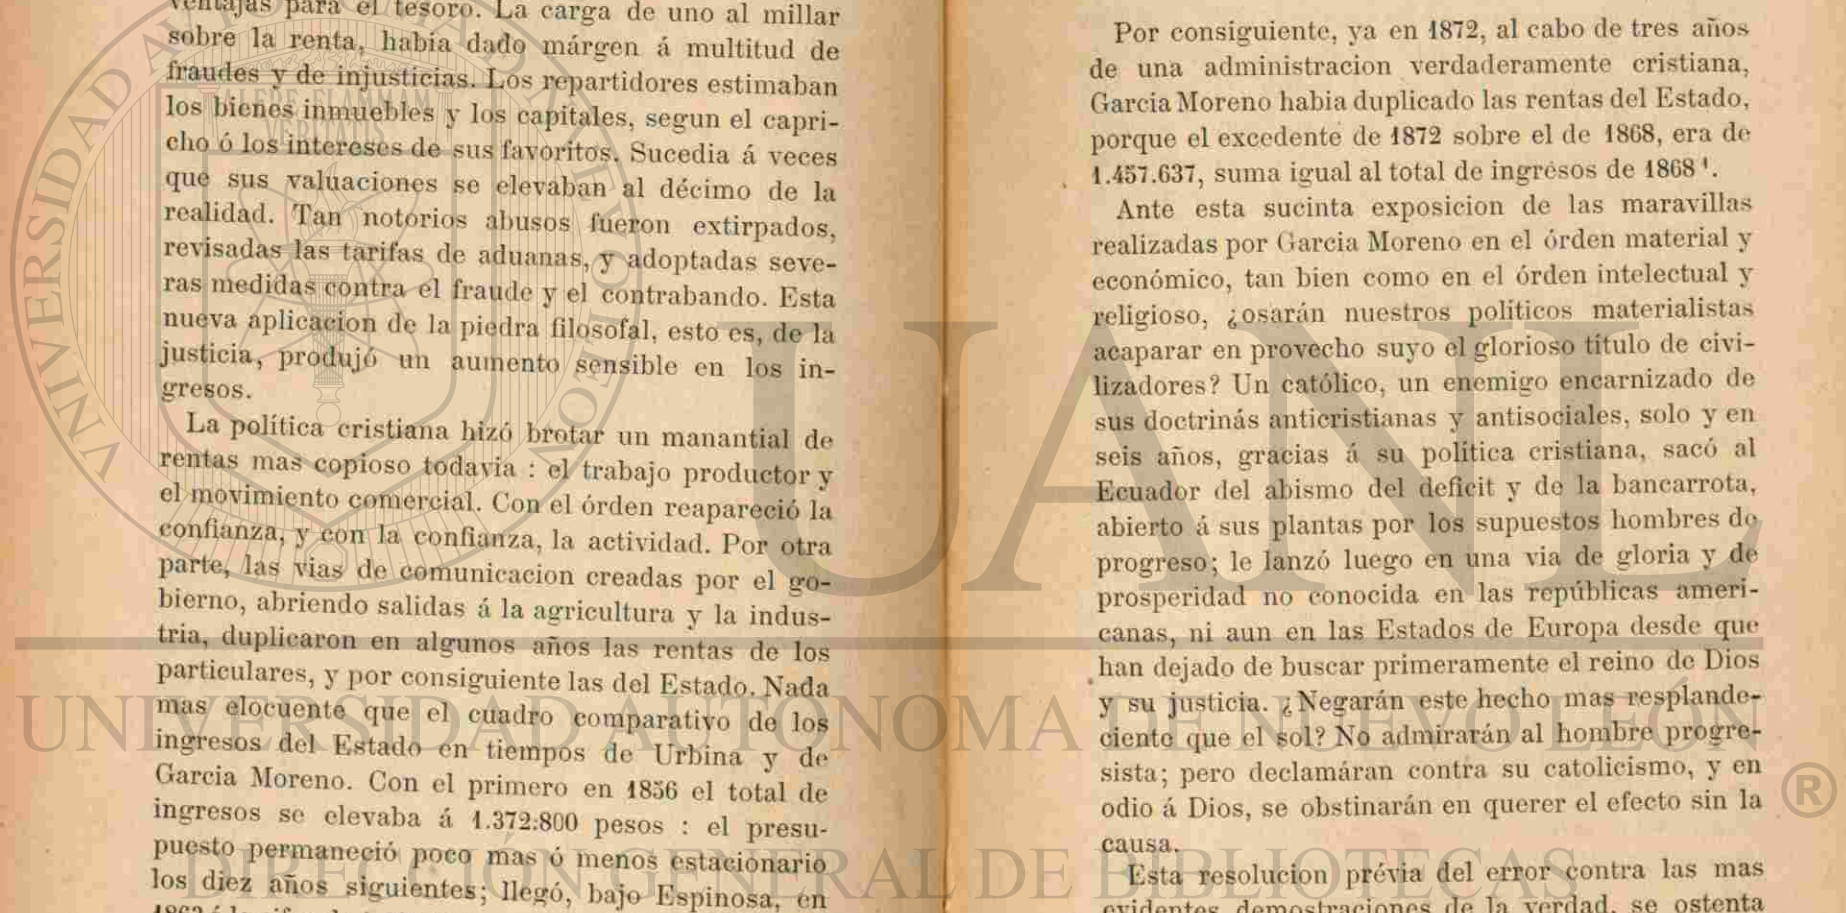 ventajas para el tesoro. La carga de uno al millar
sobre la renta, habia dado márgen á multitud de
fraudes y de injusticias. Los repartidores estimaban
los bienes inmuebles y los capitales, segun el capri-
cho ó los intereses de sus favoritos. Sucedia á veces
que sus valuaciones se elevaban al décimo de la
realidad. Tan notorios abusos fueron extirpados,
revisadas las tarifas de aduanas, y adoptadas seve-
ras medidas contra el fraude y el contrabando. Esta
nueva aplicacion de la piedra filosofal, esto es, de la
justicia, produjó un aumento sensible en los in-
gresos.
La política cristiana hizó brotar un manantial de
rentas mas copioso todavia : el trabajo productor y
el movimiento comercial. Con el órden reapareció la
confianza, y con la confianza, la actividad. Por otra
parte, las vias de comunicacion creadas por el go-
bierno, abriendo salidas á la agricultura y la indus-
tria, duplicaron en algunos años las rentas de los
particulares, y por consiguiente las del Estado. Nada
mas elocuente que el cuadro comparativo de los
ingresos del Estado en tiempos de Urbina y de
Garcia Moreno. Con el primero en 1856 el total de
ingresos se elevaba á 1.372:800 pesos : el presu-
puesto permaneció poco mas ó menos estacionario
los diez años siguientes; llegó, bajo Espinosa, en
Por consiguiente, ya en 1872, al cabo de tres años
de una administracion verdaderamente cristiana,
Garcia Moreno habia duplicado las rentas del Estado,
porque el excedente de 1872 sobre el de 1868, era de
1.457.637, suma igual al total de ingresos de 1868¹.
Ante esta sucinta exposicion de las maravillas
realizadas por Garcia Moreno en el órden material y
económico, tan bien como en el órden intelectual y
religioso, ¿osarán nuestros políticos materialistas
acaparar en provecho suyo el glorioso título de civi-
lizadores? Un católico, un enemigo encarnizado de
sus doctrinás anticristianas y antisociales, solo y en
seis años, gracias á su política cristiana, sacó al
Ecuador del abismo del deficit y de la bancarrota,
abierto á sus plantas por los supuestos hombres de
progreso; le lanzó luego en una via de gloria y de
prosperidad no conocida en las repúblicas ameri-
canas, ni aun en las Estados de Europa desde que
han dejado de buscar primeramente el reino de Dios
y su justicia. ¿Negarán este hecho mas resplande-
ciente que el sol? No admirarán al hombre progre-
sista; pero declamáran contra su catolicismo, y en
odio á Dios, se obstinarán en querer el efecto sin la
causa.
Esta resolucion prévia del error contra las mas
evidentes demostraciones de la verdad, se ostenta
UANL
UNIVERSIDAD AUTÓNOMA DE NUEVO LEÓN
®
DIRECCIÓN GENERAL DE BIBLIOTECAS